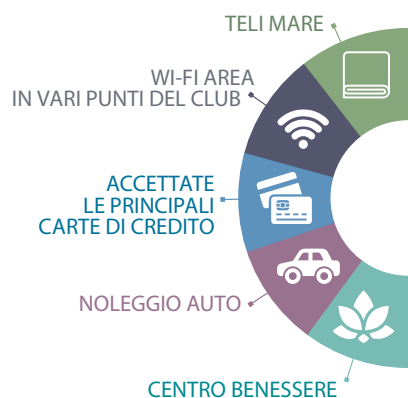 TELI MARE
WI-FI AREA
IN VARI PUNTI DEL CLUB
ACCETTATE
LE PRINCIPALI
CARTE DI CREDITO
NOLEGGIO AUTO
CENTRO BENESSERE